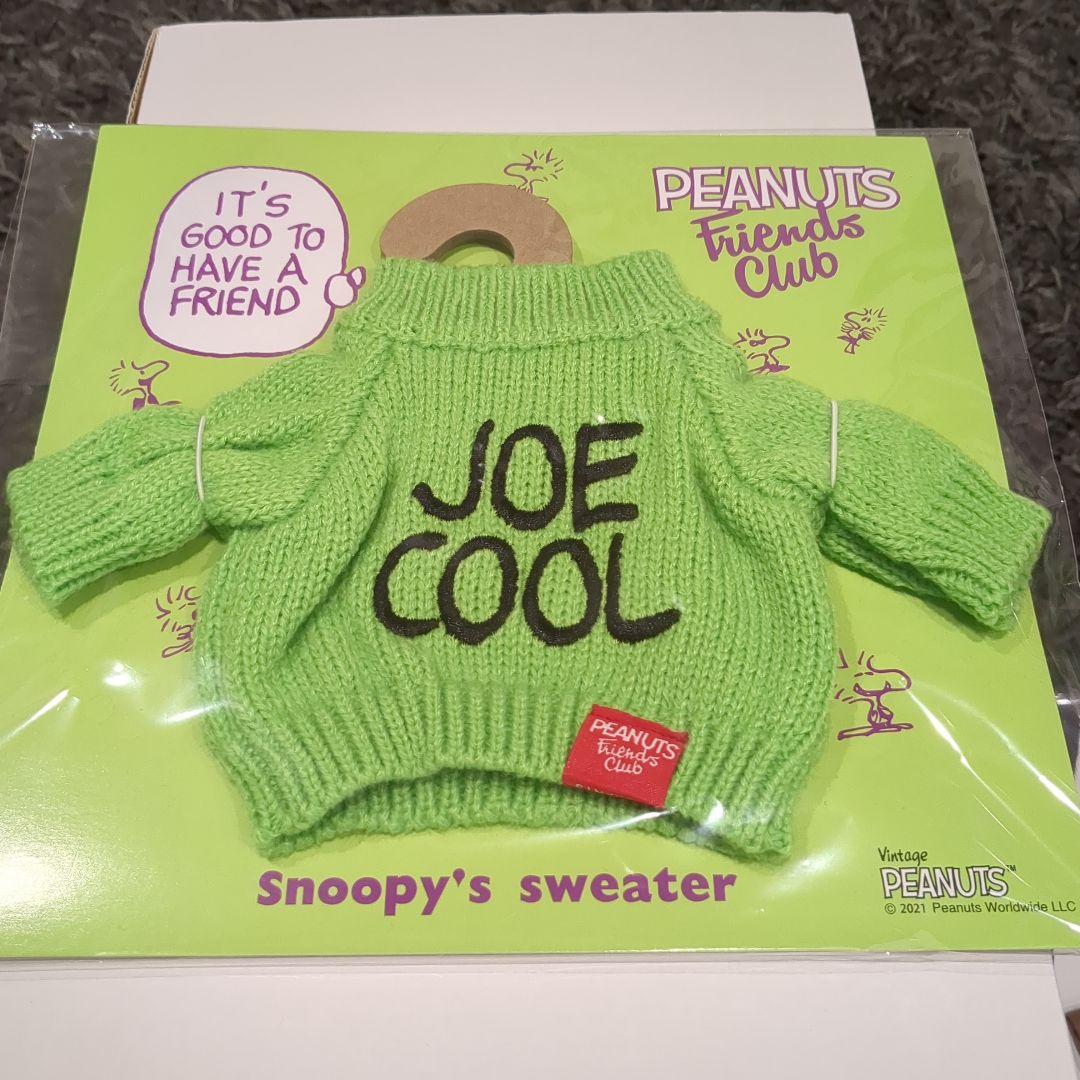 IT'S
GOOD TO
HAVE A
FRIEND
PEANUTS
Friends
Club
JOE
COOL
PEANUTS
Friends
Club
Snoopy's sweater
Vintage
PEANUTS™
© 2021 Peanuts Worldwide LLC